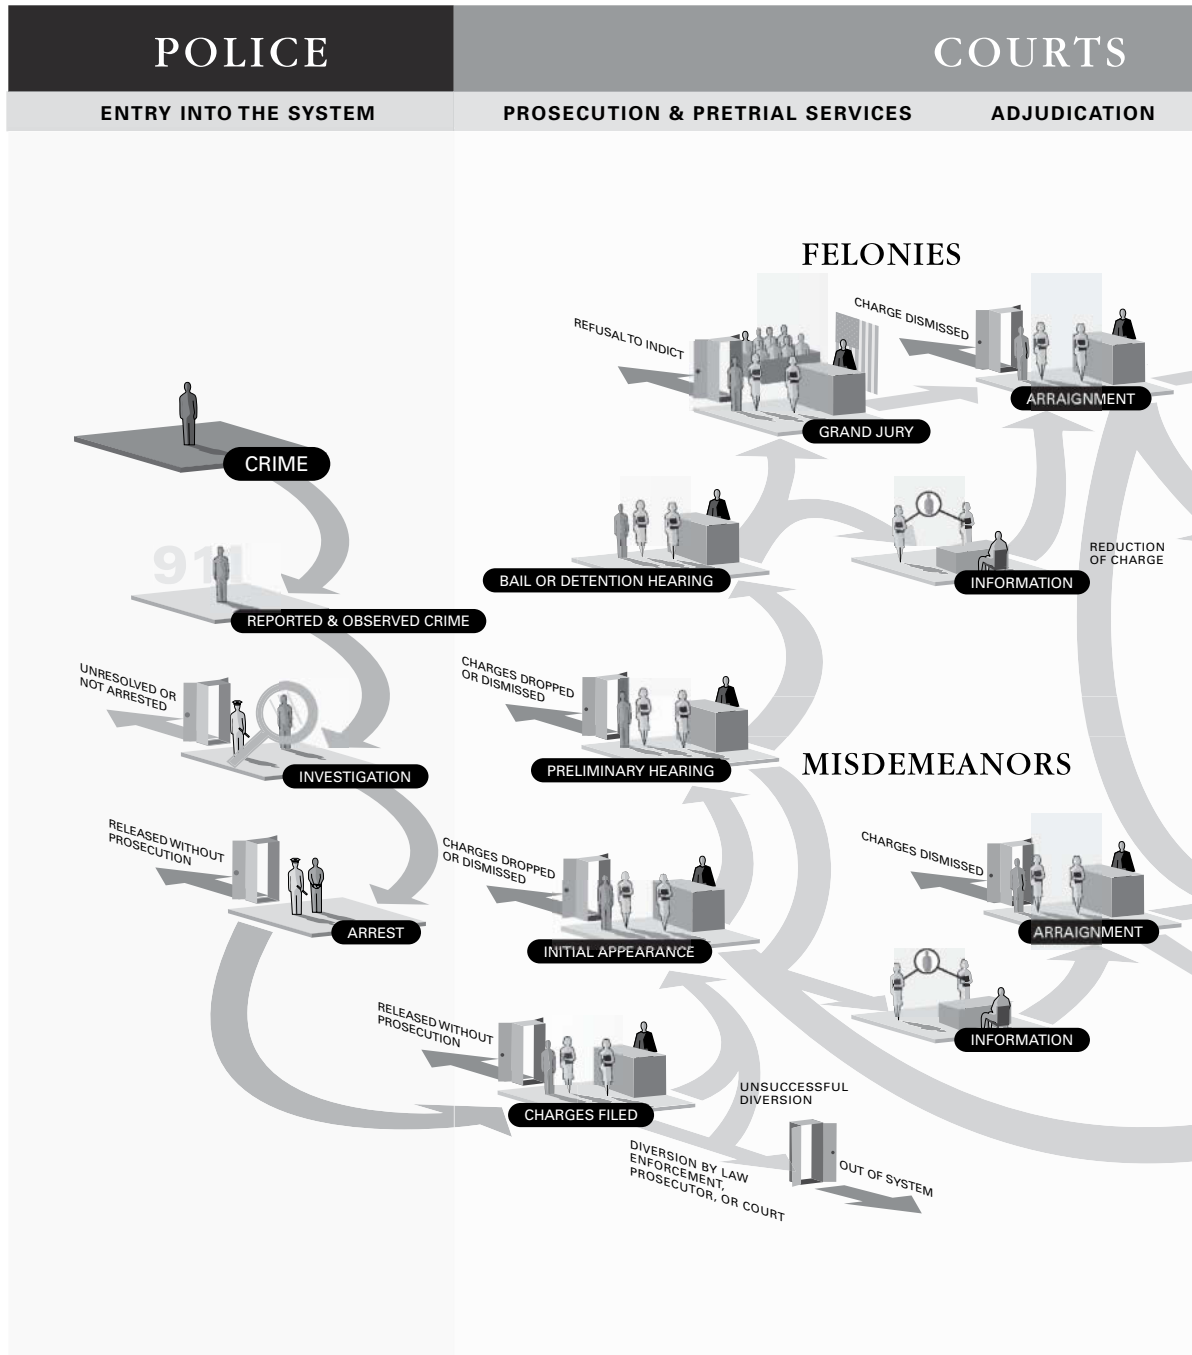 POLICE
COURTS
ENTRY INTO THE SYSTEM
PROSECUTION & PRETRIAL SERVICES
ADJUDICATION
CRIME
911
REPORTED & OBSERVED CRIME
UNRESOLVED OR
NOT ARRESTED
INVESTIGATION
RELEASED WITHOUT
PROSECUTION
ARREST
FELONIES
REFUSAL TO INDICT
GRAND JURY
CHARGE DISMISSED
ARRAIGNMENT
BAIL OR DETENTION HEARING
INFORMATION
REDUCTION
OF CHARGE
CHARGES DROPPED
OR DISMISSED
PRELIMINARY HEARING
MISDEMEANORS
CHARGES DROPPED
OR DISMISSED
INITIAL APPEARANCE
CHARGES DISMISSED
ARRAIGNMENT
INFORMATION
RELEASED WITHOUT
PROSECUTION
CHARGES FILED
UNSUCCESSFUL
DIVERSION
DIVERSION BY LAW
ENFORCEMENT,
PROSECUTOR, OR COURT
OUT OF SYSTEM